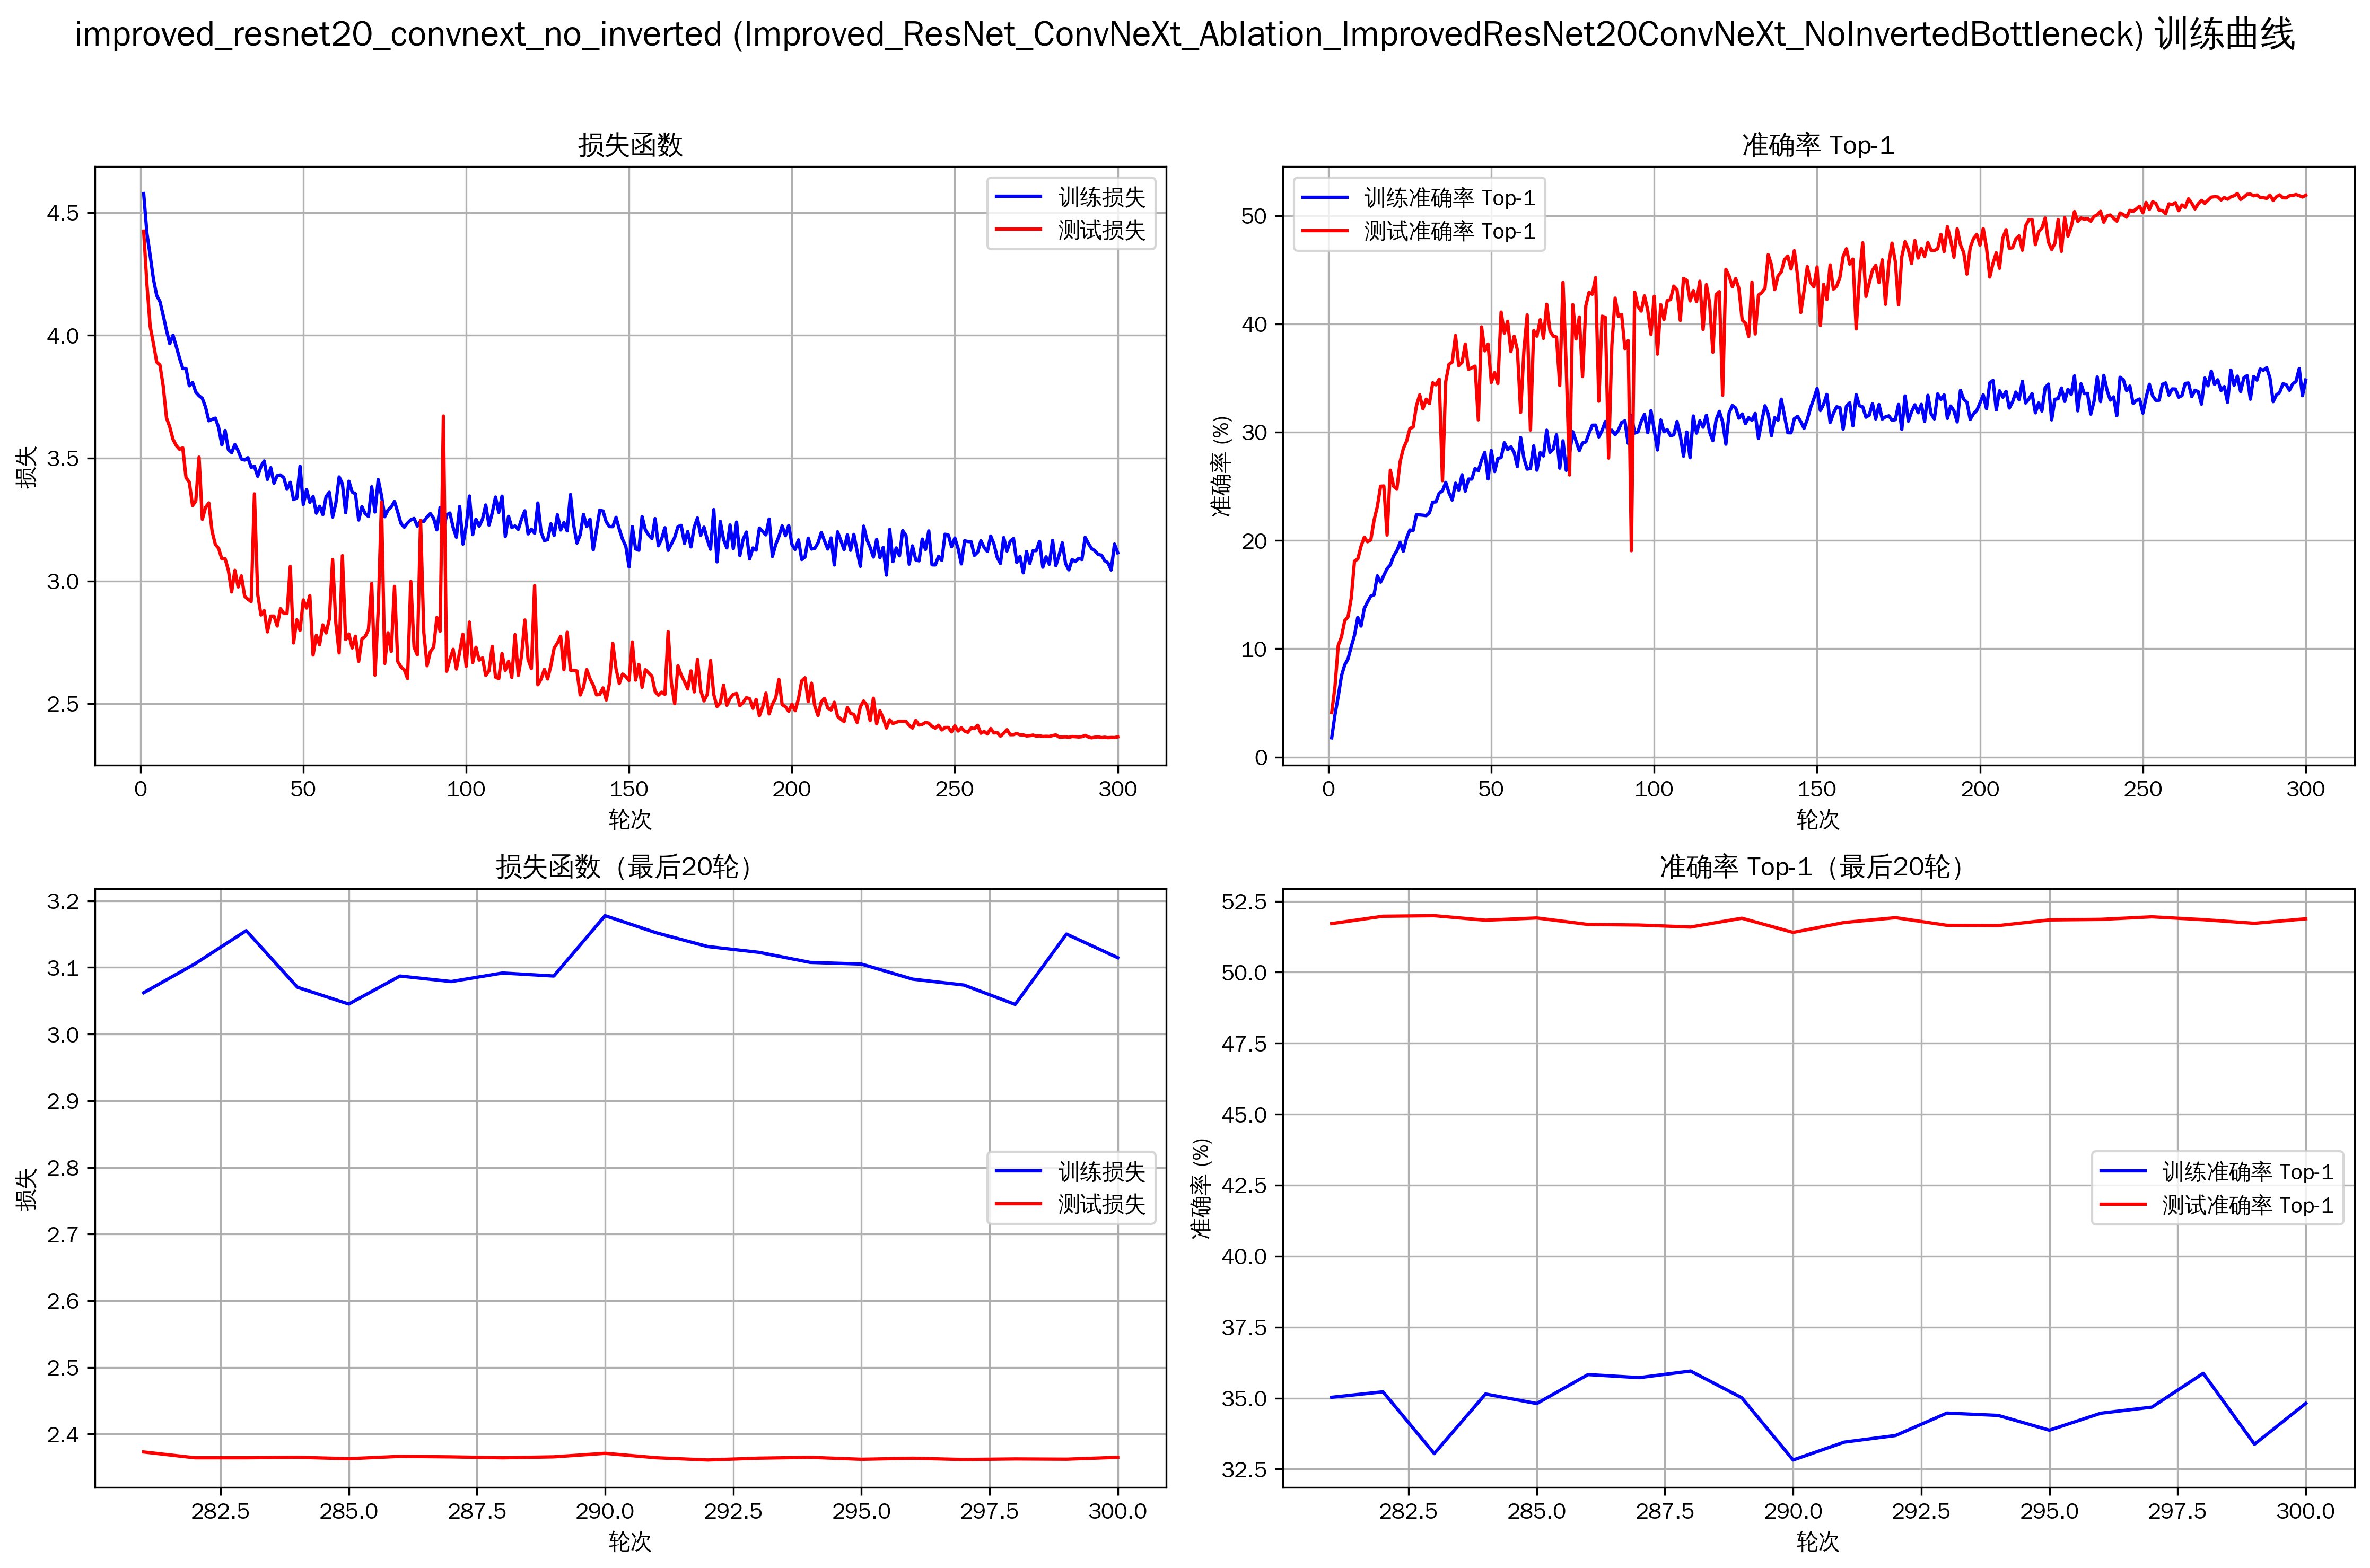 improved_resnet20_convnext_no_inverted (Improved_ResNet_ConvNeXt_Ablation_ImprovedResNet20ConvNeXt_NoInvertedBottleneck) 训练曲线
损失函数
训练损失
测试损失
4.5
4.0
3.5
3.0
2.5
损失
0 50 100 150 200 250 300
轮次
准确率 Top-1
训练准确率 Top-1
测试准确率 Top-1
50
40
30
20
10
0
准确率 (%)
0 50 100 150 200 250 300
轮次
损失函数（最后20轮）
3.2
3.1
3.0
2.9
2.8
2.7
2.6
2.5
2.4
损失
训练损失
测试损失
282.5 285.0 287.5 290.0 292.5 295.0 297.5 300.0
轮次
准确率 Top-1（最后20轮）
52.5
50.0
47.5
45.0
42.5
40.0
37.5
35.0
32.5
准确率 (%)
训练准确率 Top-1
测试准确率 Top-1
282.5 285.0 287.5 290.0 292.5 295.0 297.5 300.0
轮次